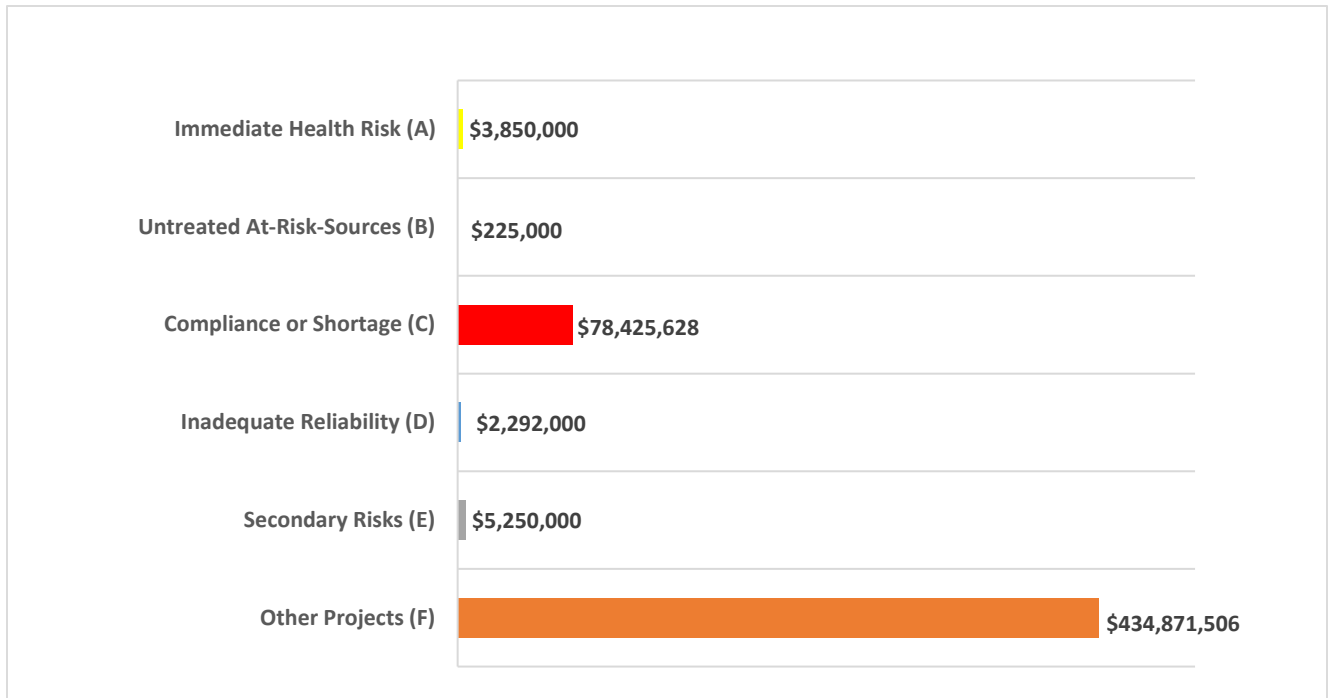 Immediate Health Risk (A) $3,850,000
Untreated At-Risk-Sources (B) $225,000
Compliance or Shortage (C) $78,425,628
Inadequate Reliability (D) $2,292,000
Secondary Risks (E) $5,250,000
Other Projects (F) $434,871,506